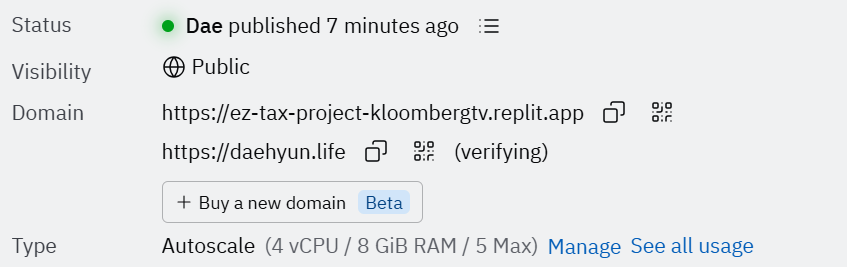 Status Dae published 7 minutes ago
Visibility Public
Domain https://ez-tax-project-kloombergtv.replit.app
https://daehyun.life (verifying)
+ Buy a new domain Beta
Type Autoscale (4 vCPU / 8 GiB RAM / 5 Max) Manage See all usage